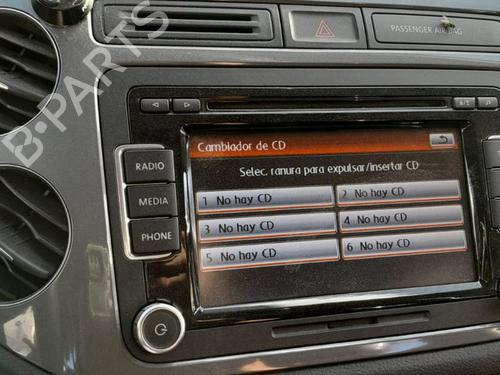 B-PARTS
PASSENGER AIR BAG
Cambiador de CD
Selec. ranura para expulsar/insertar CD
RADIO
MEDIA
PHONE
1 No hay CD
2 No hay CD
3 No hay CD
4 No hay CD
5 No hay CD
6 No hay CD